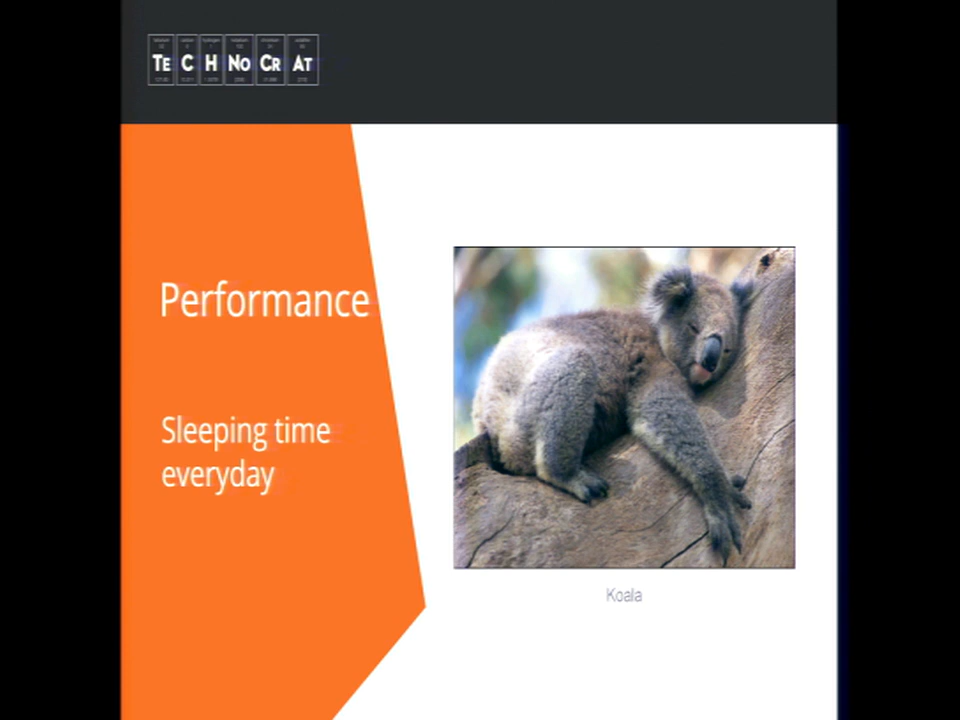 Te C H No Cr At
Performance
Sleeping time
everyday
Koala